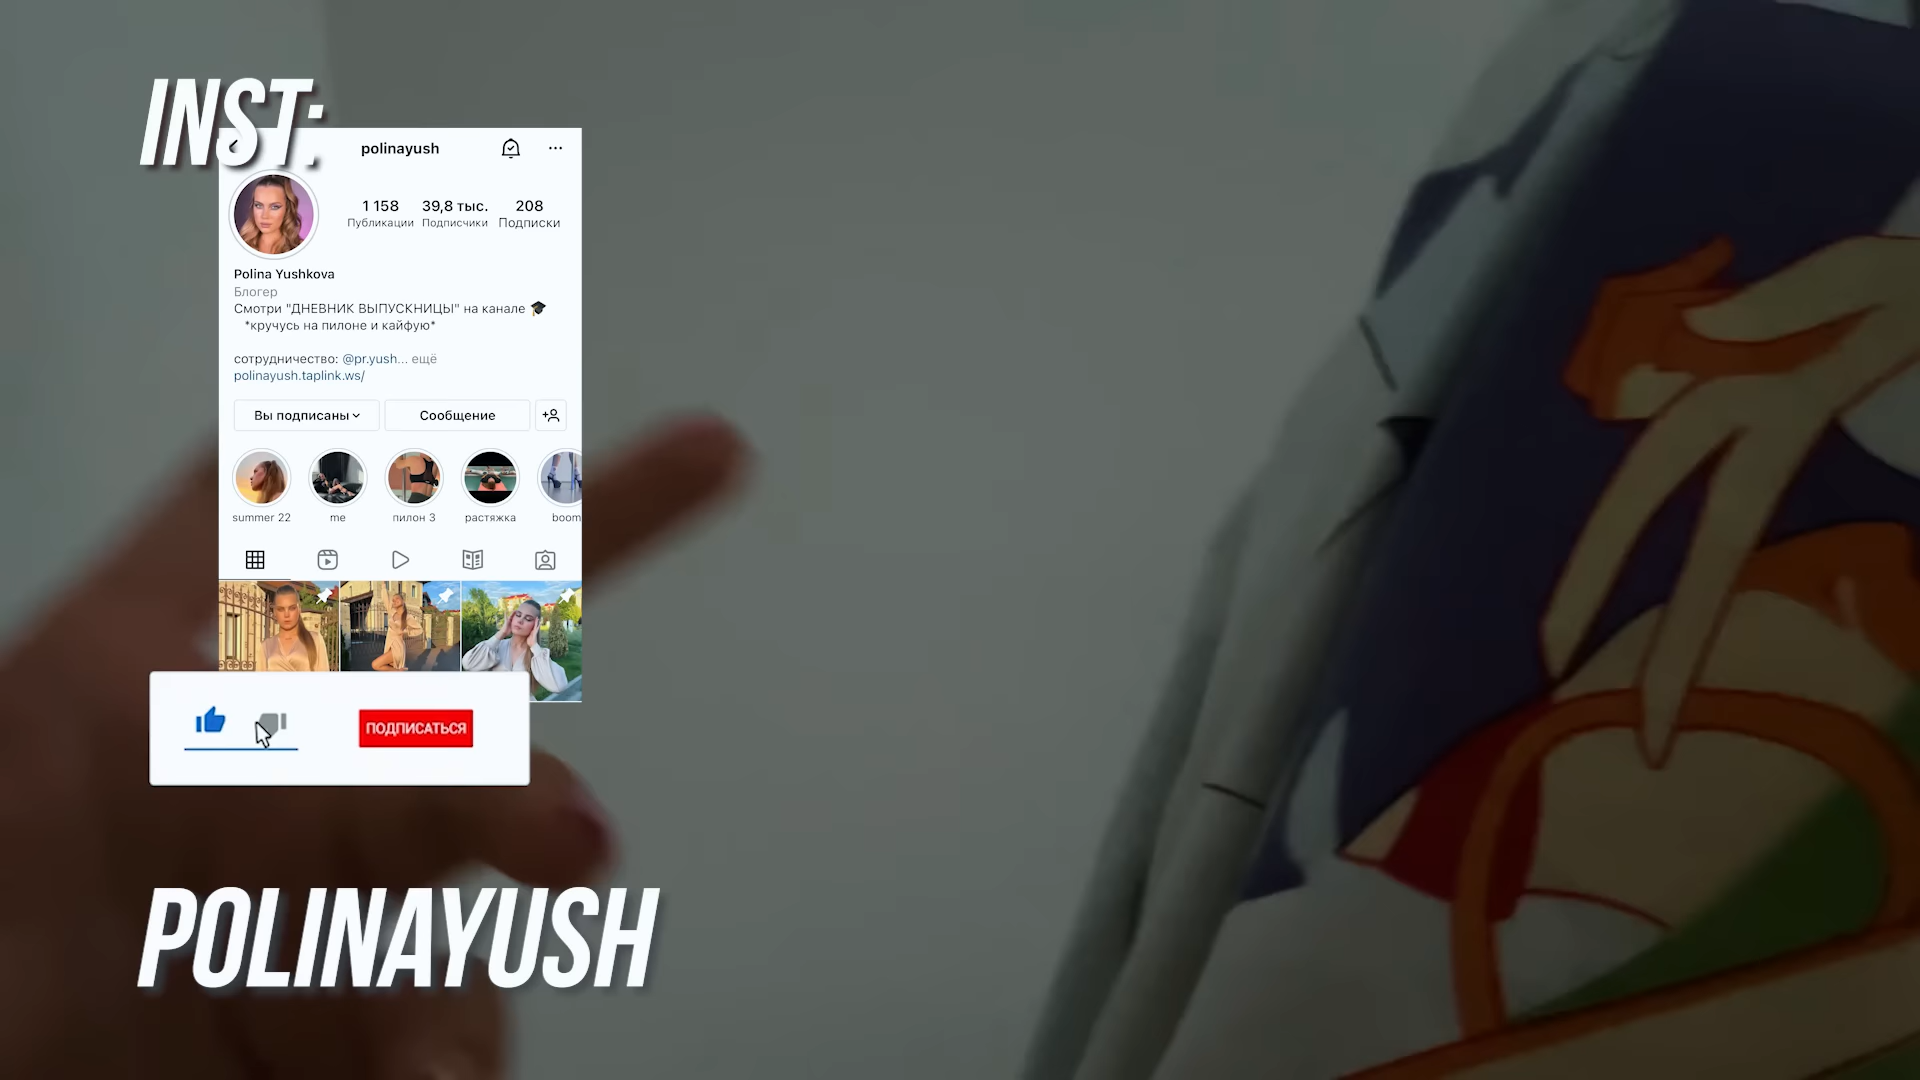 INST:
polinayush
1 158
39,8 тыс.
208
Публикации
Подписчики
Подписки
Polina Yushkova
Блогер
Смотри "ДНЕВНИК ВЫПУСКНИЦЫ" на канале 🎓
*кручусь на пилоне и кайфую*
сотрудничество: @pr.yush... ещё
polinayush.taplink.ws/
Вы подписаны
Сообщение
summer 22
me
пилон 3
растяжка
boom
ПОДПИСАТЬСЯ
POLINAYUSH